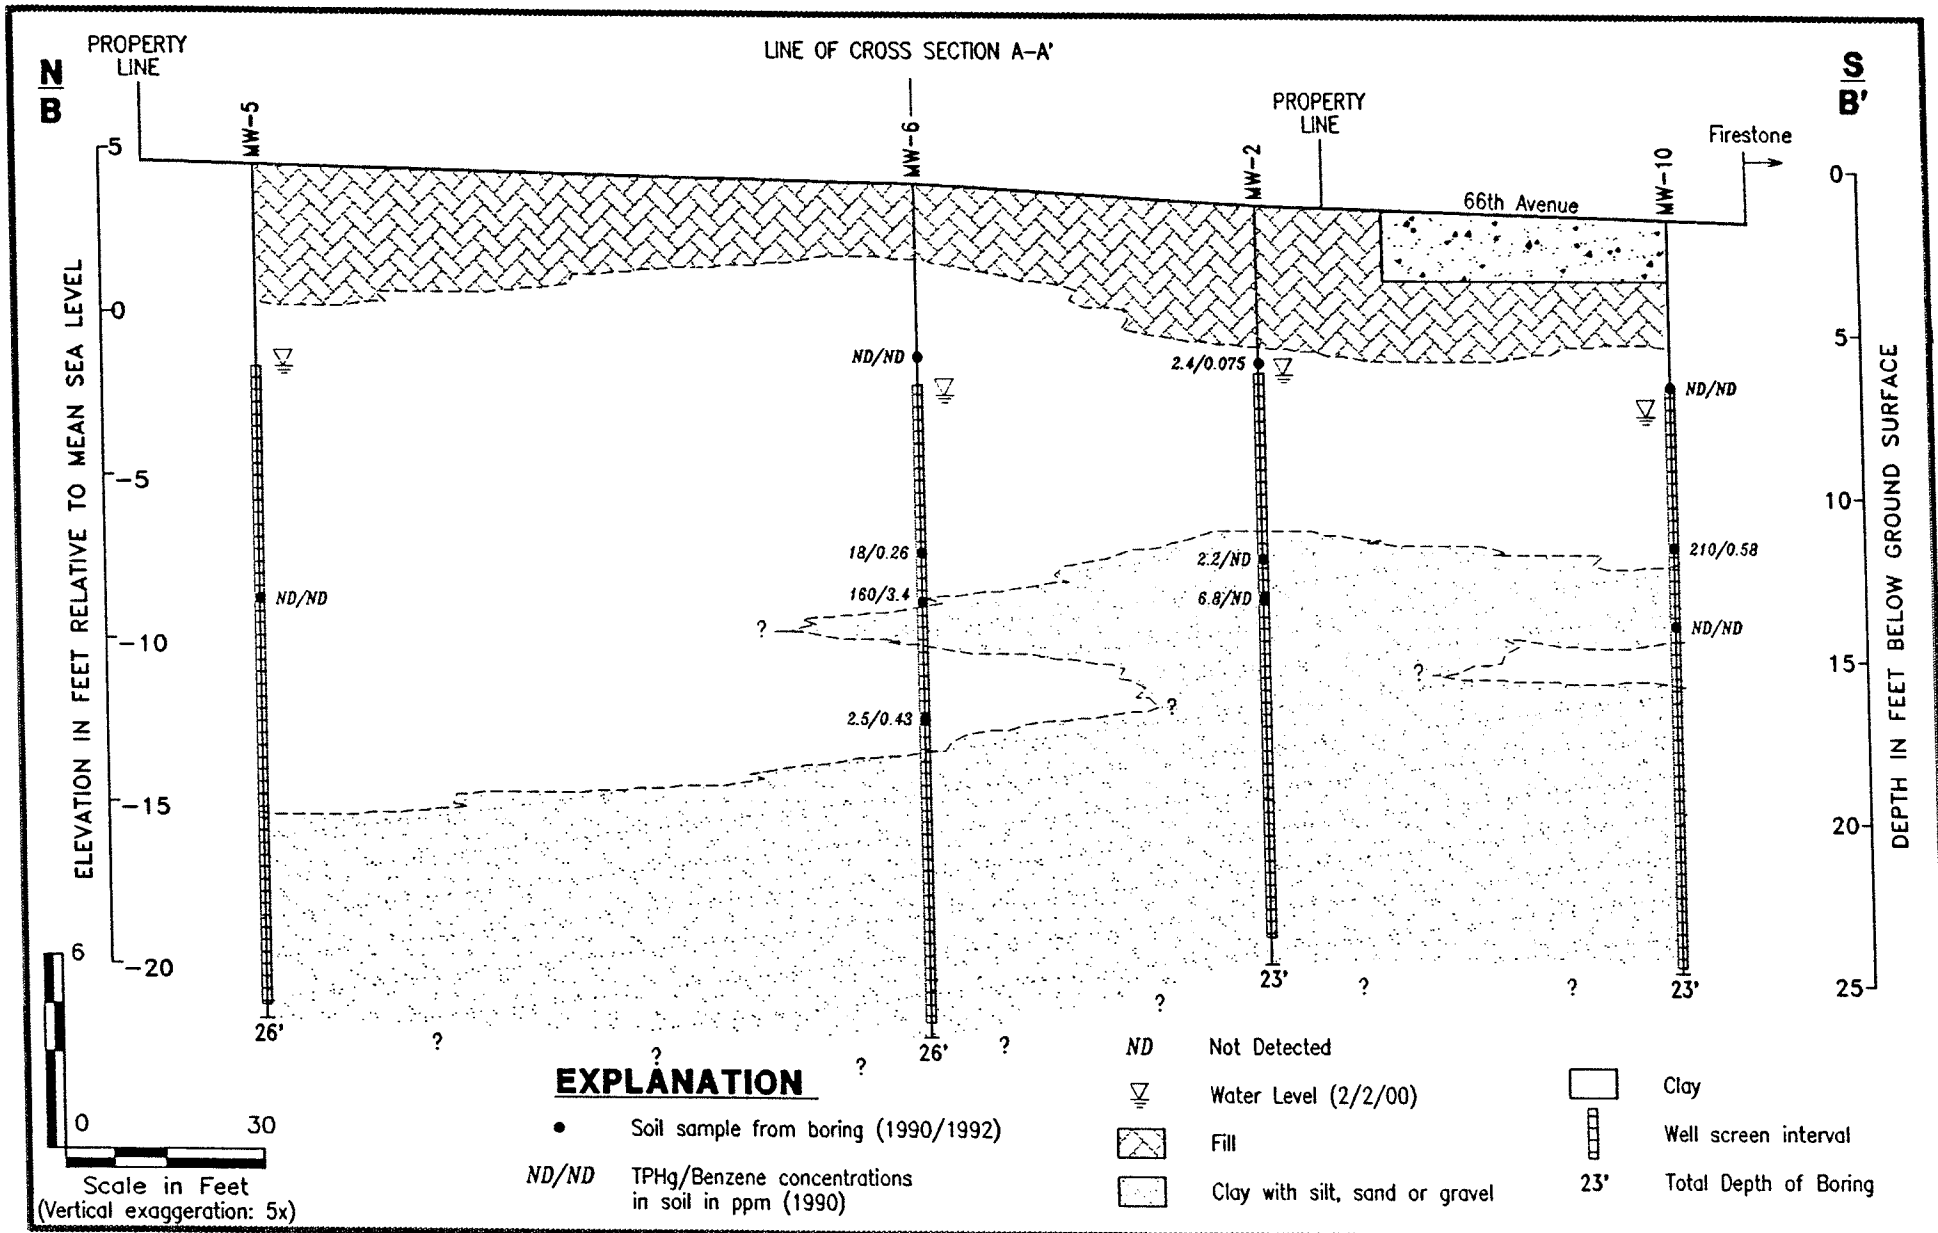 PROPERTY
LINE
LINE OF CROSS SECTION A-A'
N
B
S
B'
PROPERTY
LINE
Firestone
MW-5
MW-6
MW-2
MW-10
66th Avenue
5
0
-5
-10
-15
-20
ELEVATION IN FEET RELATIVE TO MEAN SEA LEVEL
0
5
10
15
20
25
DEPTH IN FEET BELOW GROUND SURFACE
ND/ND
2.4/0.075
ND/ND
18/0.26
2.2/ND
210/0.58
160/3.4
6.8/ND
ND/ND
ND/ND
?
?
?
2.5/0.43
26'
26'
23'
23'
?
?
?
?
?
?
?
6
0
30
Scale in Feet
(Vertical exaggeration: 5x)
EXPLANATION
Soil sample from boring (1990/1992)
ND/ND
TPHg/Benzene concentrations
in soil in ppm (1990)
ND
Not Detected
Water Level (2/2/00)
Fill
Clay with silt, sand or gravel
Clay
Well screen interval
23'
Total Depth of Boring